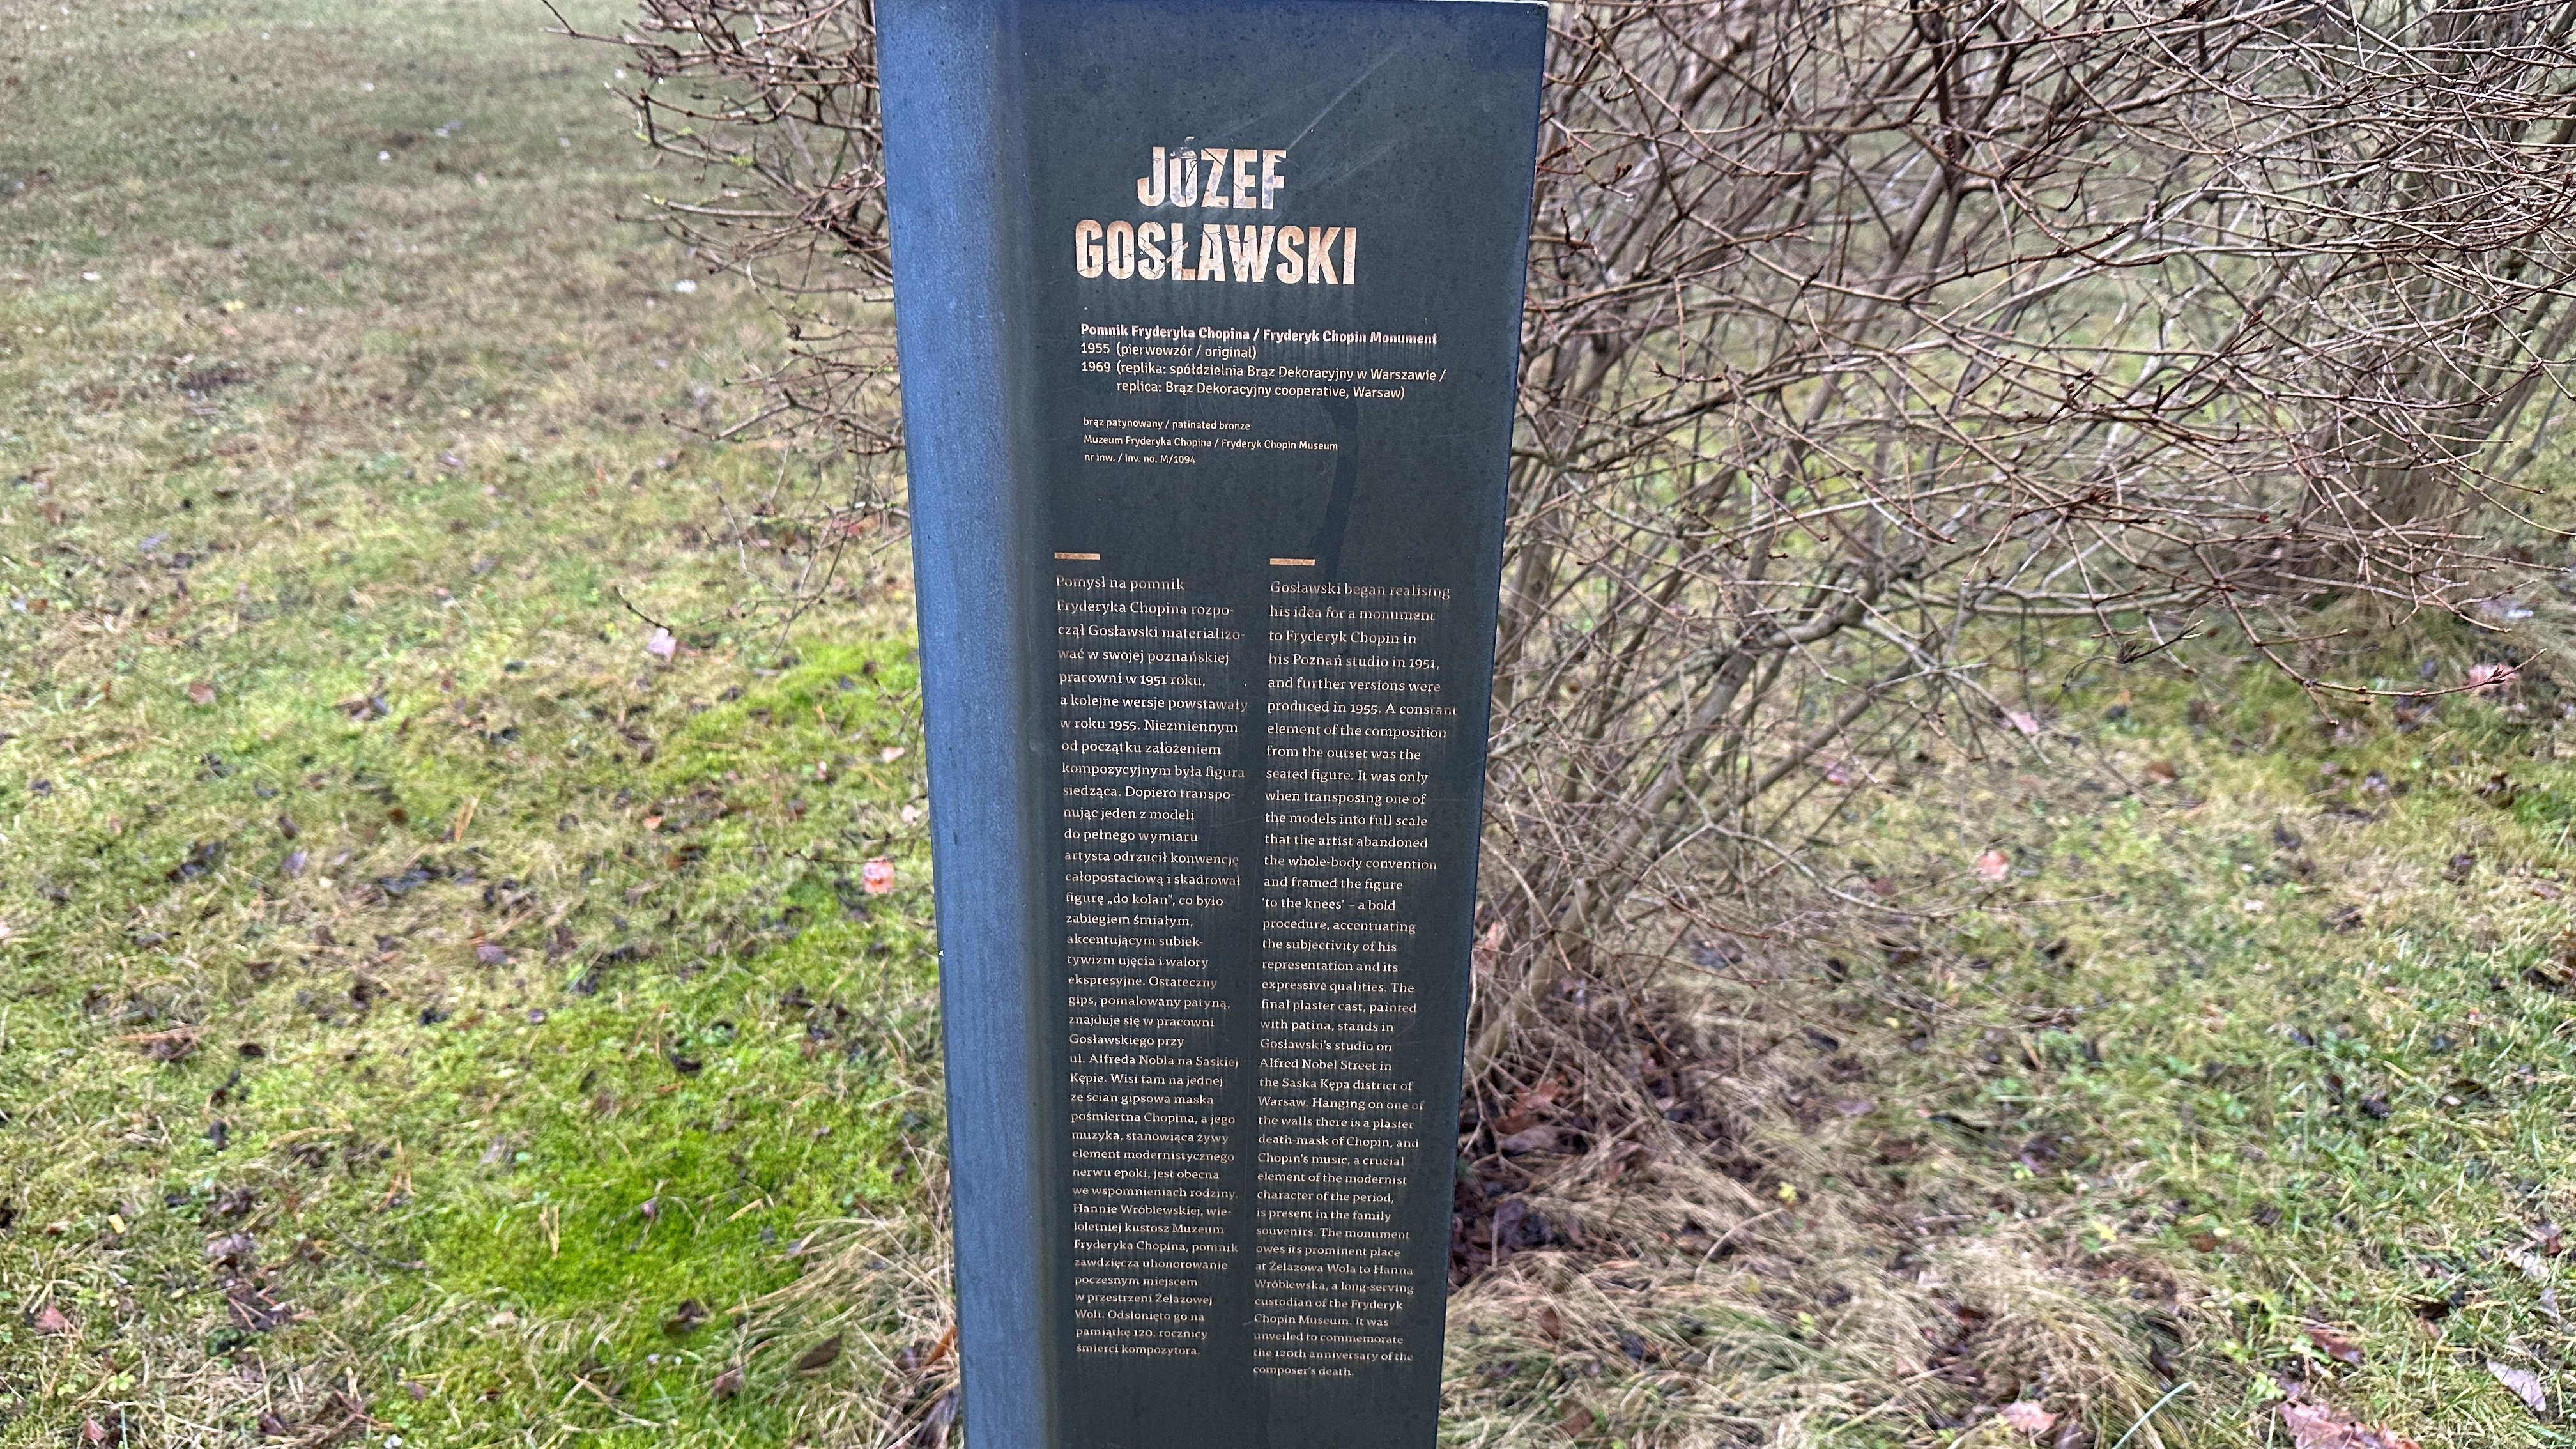 JÓZEF
GOSŁAWSKI
Pomnik Fryderyka Chopina / Fryderyk Chopin Monument
1955 (pierwowzór / original)
1969 (replika: spółdzielnia Brąz Dekoracyjny w Warszawie /
replica: Brąz Dekoracyjny cooperative, Warsaw)
brąz patynowany / patinated bronze
Muzeum Fryderyka Chopina / Fryderyk Chopin Museum
nr inw. / inv. no. M/1094
Pomysł na pomnik
Fryderyka Chopina rozpo-
czął Gosławski materializo-
wać w swojej poznańskiej
pracowni w 1951 roku,
a kolejne wersje powstawały
w roku 1955. Niezmiennym
od początku założeniem
kompozycyjnym była figura
siedząca. Dopiero transpo-
nując jeden z modeli
do pełnego wymiaru
artysta odrzucił konwencję
całopostaciową i skadrował
figurę „do kolan”, co było
zabiegiem śmiałym,
akcentującym subiek-
tywizm ujęcia i walory
ekspresyjne. Ostateczny
gips, pomalowany patyną,
znajduje się w pracowni
Gosławskiego przy
ul. Alfreda Nobla na Saskiej
Kępie. Wisi tam na jednej
ze ścian gipsowa maska
pośmiertna Chopina, a jego
muzyka, stanowiąca żywy
element modernistycznego
nerwu epoki, jest obecna
we wspomnieniach rodziny.
Hannie Wróblewskiej, wie-
loletniej kustosz Muzeum
Fryderyka Chopina, pomnik
zawdzięcza uhonorowanie
poczesnym miejscem
w przestrzeni Żelazowej
Woli. Odsłonięto go na
pamiątkę 120. rocznicy
śmierci kompozytora.
Gosławski began realising
his idea for a monument
to Fryderyk Chopin in
his Poznań studio in 1951,
and further versions were
produced in 1955. A constant
element of the composition
from the outset was the
seated figure. It was only
when transposing one of
the models into full scale
that the artist abandoned
the whole-body convention
and framed the figure
‘to the knees’ – a bold
procedure, accentuating
the subjectivity of his
representation and its
expressive qualities. The
final plaster cast, painted
with patina, stands in
Gosławski’s studio on
Alfred Nobel Street in
the Saska Kępa district of
Warsaw. Hanging on one of
the walls there is a plaster
death-mask of Chopin, and
Chopin’s music, a crucial
element of the modernist
character of the period,
is present in the family
souvenirs. The monument
owes its prominent place
at Żelazowa Wola to Hanna
Wróblewska, a long-serving
custodian of the Fryderyk
Chopin Museum. It was
unveiled to commemorate
the 120th anniversary of the
composer’s death.